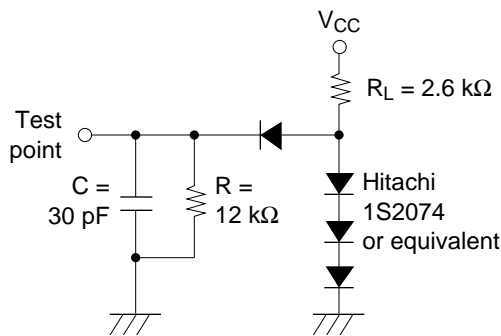 VCC
RL = 2.6 kΩ
Test
point
C =
30 pF
R =
12 kΩ
Hitachi
1S2074
or equivalent